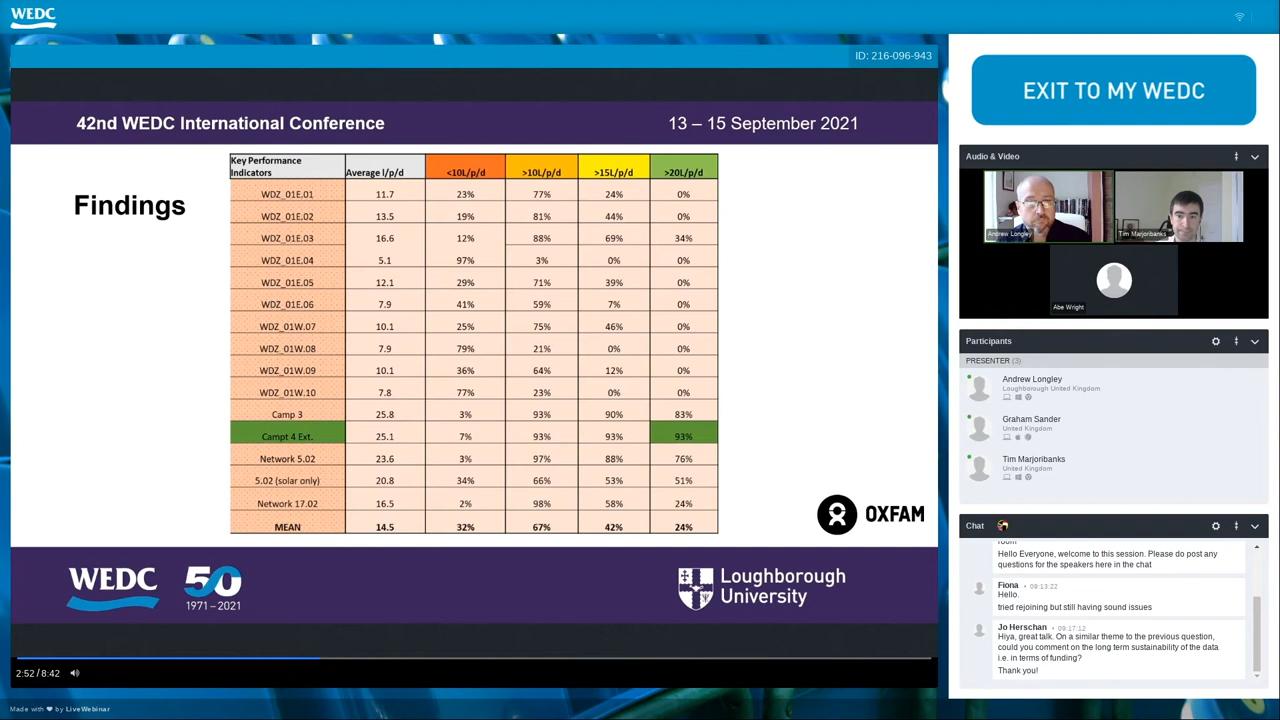 WEDC
ID: 216-096-943
42nd WEDC International Conference
13 – 15 September 2021
Findings
Key Performance Indicators Average l/p/d <10L/p/d >10L/p/d >15L/p/d >20L/p/d
WDZ_01E.01 11.7 23% 77% 24% 0%
WDZ_01E.02 13.5 19% 81% 44% 0%
WDZ_01E.03 16.6 12% 88% 69% 34%
WDZ_01E.04 5.1 97% 3% 0% 0%
WDZ_01E.05 12.1 29% 71% 39% 0%
WDZ_01E.06 7.9 41% 59% 7% 0%
WDZ_01W.07 10.1 25% 75% 46% 0%
WDZ_01W.08 7.9 79% 21% 0% 0%
WDZ_01W.09 10.1 36% 64% 12% 0%
WDZ_01W.10 7.8 77% 23% 0% 0%
Camp 3 25.8 3% 93% 90% 83%
Campt 4 Ext. 25.1 7% 93% 93% 93%
Network 5.02 23.6 3% 97% 88% 76%
5.02 (solar only) 20.8 34% 66% 53% 51%
Network 17.02 16.5 2% 98% 58% 24%
MEAN 14.5 32% 67% 42% 24%
OXFAM
WEDC
50
1971–2021
Loughborough
University
2:52 / 8:42
Made with ❤ by LiveWebinar
EXIT TO MY WEDC
Audio & Video
Andrew Longley
Tim Marjoribanks
Abe Wright
Participants
PRESENTER (3)
Andrew Longley
Loughborough United Kingdom
Graham Sander
United Kingdom
Tim Marjoribanks
United Kingdom
Chat
room
Hello Everyone, welcome to this session. Please do post any
questions for the speakers here in the chat
Fiona • 09:13:22
Hello.
tried rejoining but still having sound issues
Jo Herschan • 09:17:12
Hiya, great talk. On a similar theme to the previous question,
could you comment on the long term sustainability of the data
i.e. in terms of funding?
Thank you!